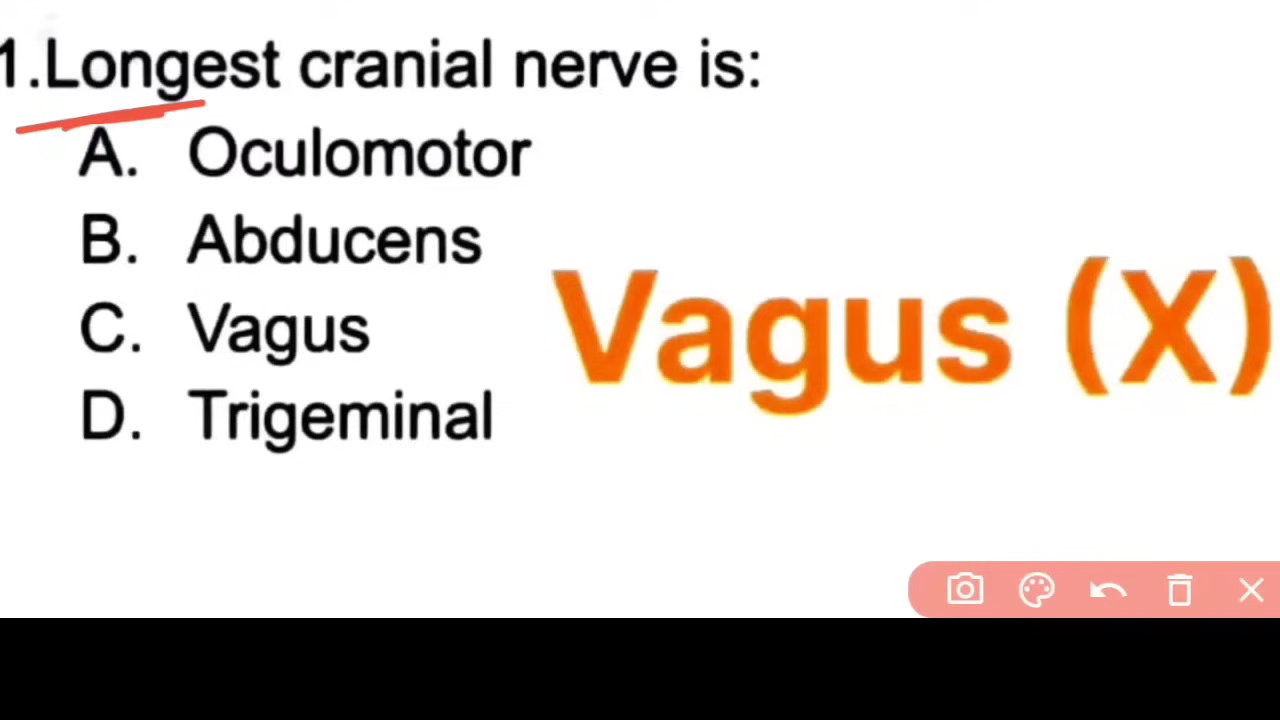 1.Longest cranial nerve is:
A. Oculomotor
B. Abducens
C. Vagus
D. Trigeminal
Vagus (X)